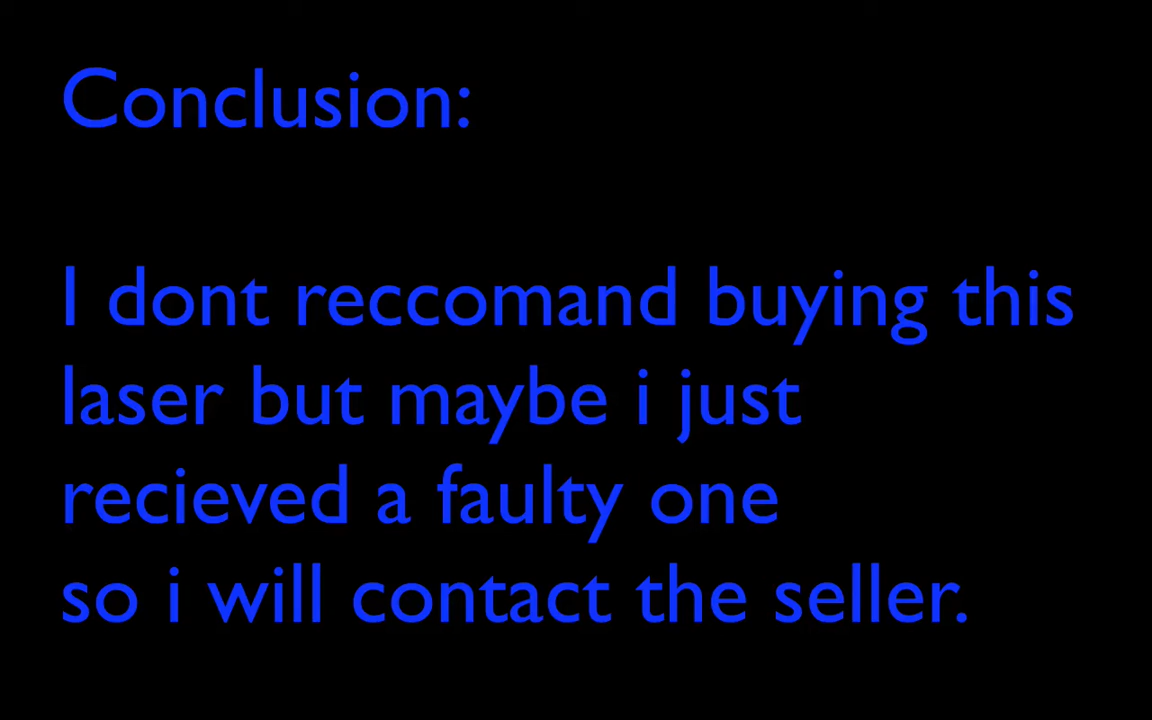 Conclusion:
I dont reccomand buying this
laser but maybe i just
recieved a faulty one
so i will contact the seller.